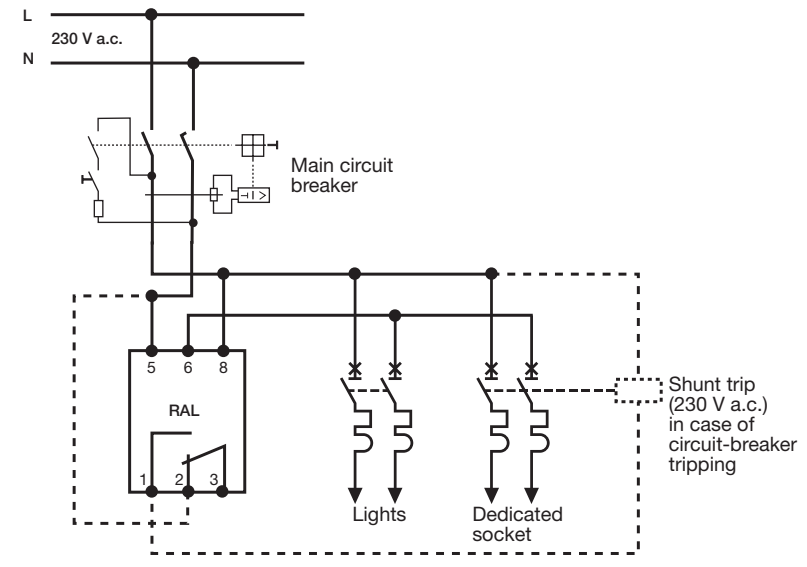 L
230 V a.c.
N
Main circuit
breaker
5 6 8
RAL
1 2 3
Shunt trip
(230 V a.c.)
in case of
circuit-breaker
tripping
Lights
Dedicated
socket